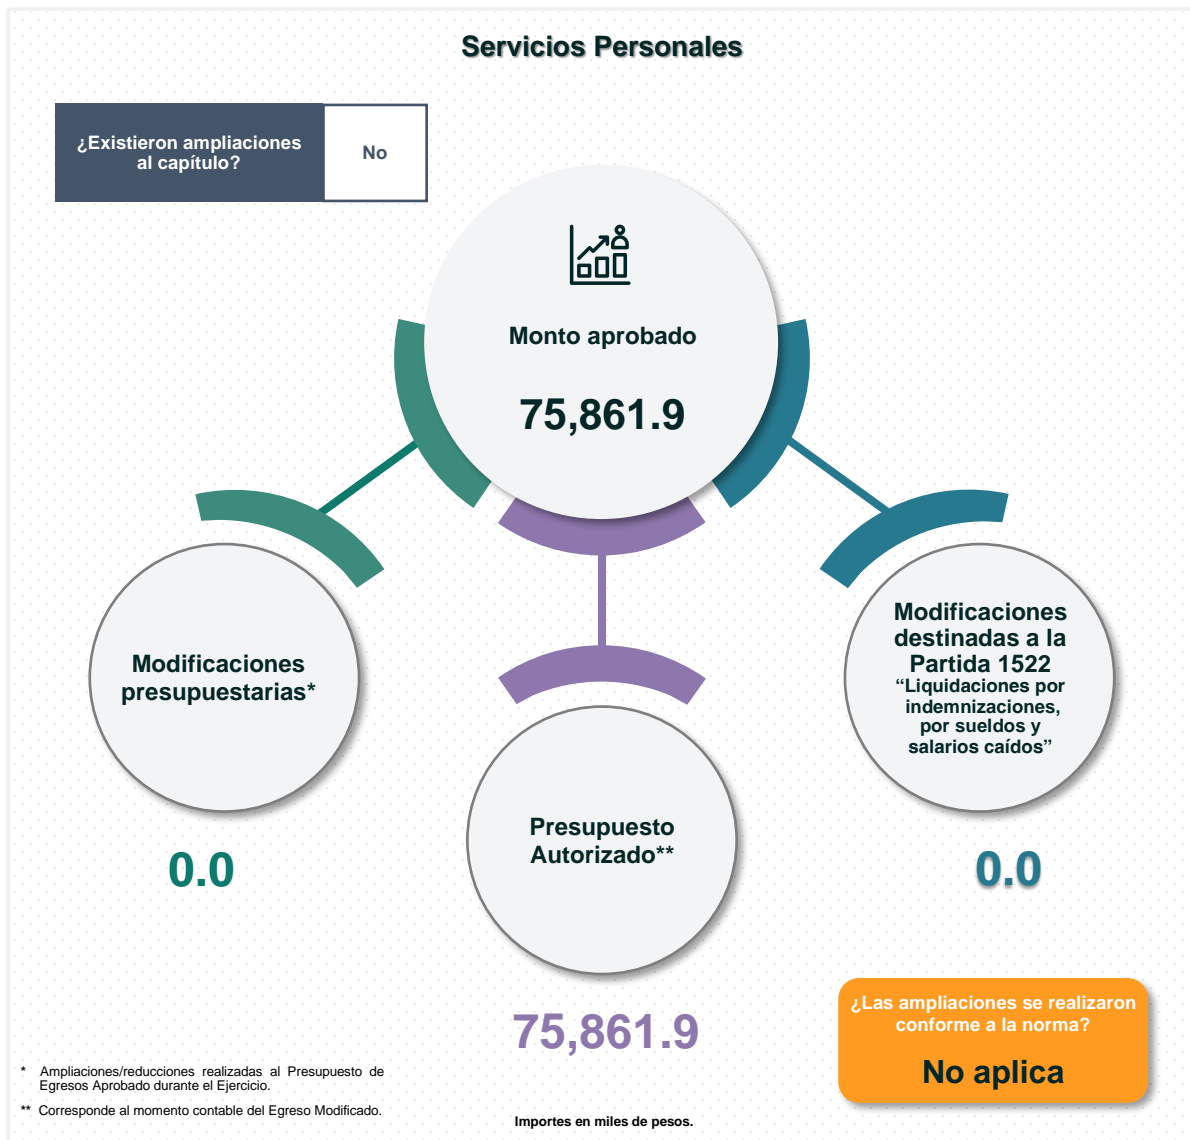 Servicios Personales
¿Existieron ampliaciones
al capítulo?
No
Monto aprobado
75,861.9
Modificaciones
presupuestarias*
0.0
Presupuesto
Autorizado**
75,861.9
Modificaciones
destinadas a la
Partida 1522
“Liquidaciones por
indemnizaciones,
por sueldos y
salarios caídos”
0.0
¿Las ampliaciones se realizaron
conforme a la norma?
No aplica
* Ampliaciones/reducciones realizadas al Presupuesto de
Egresos Aprobado durante el Ejercicio.
** Corresponde al momento contable del Egreso Modificado.
Importes en miles de pesos.